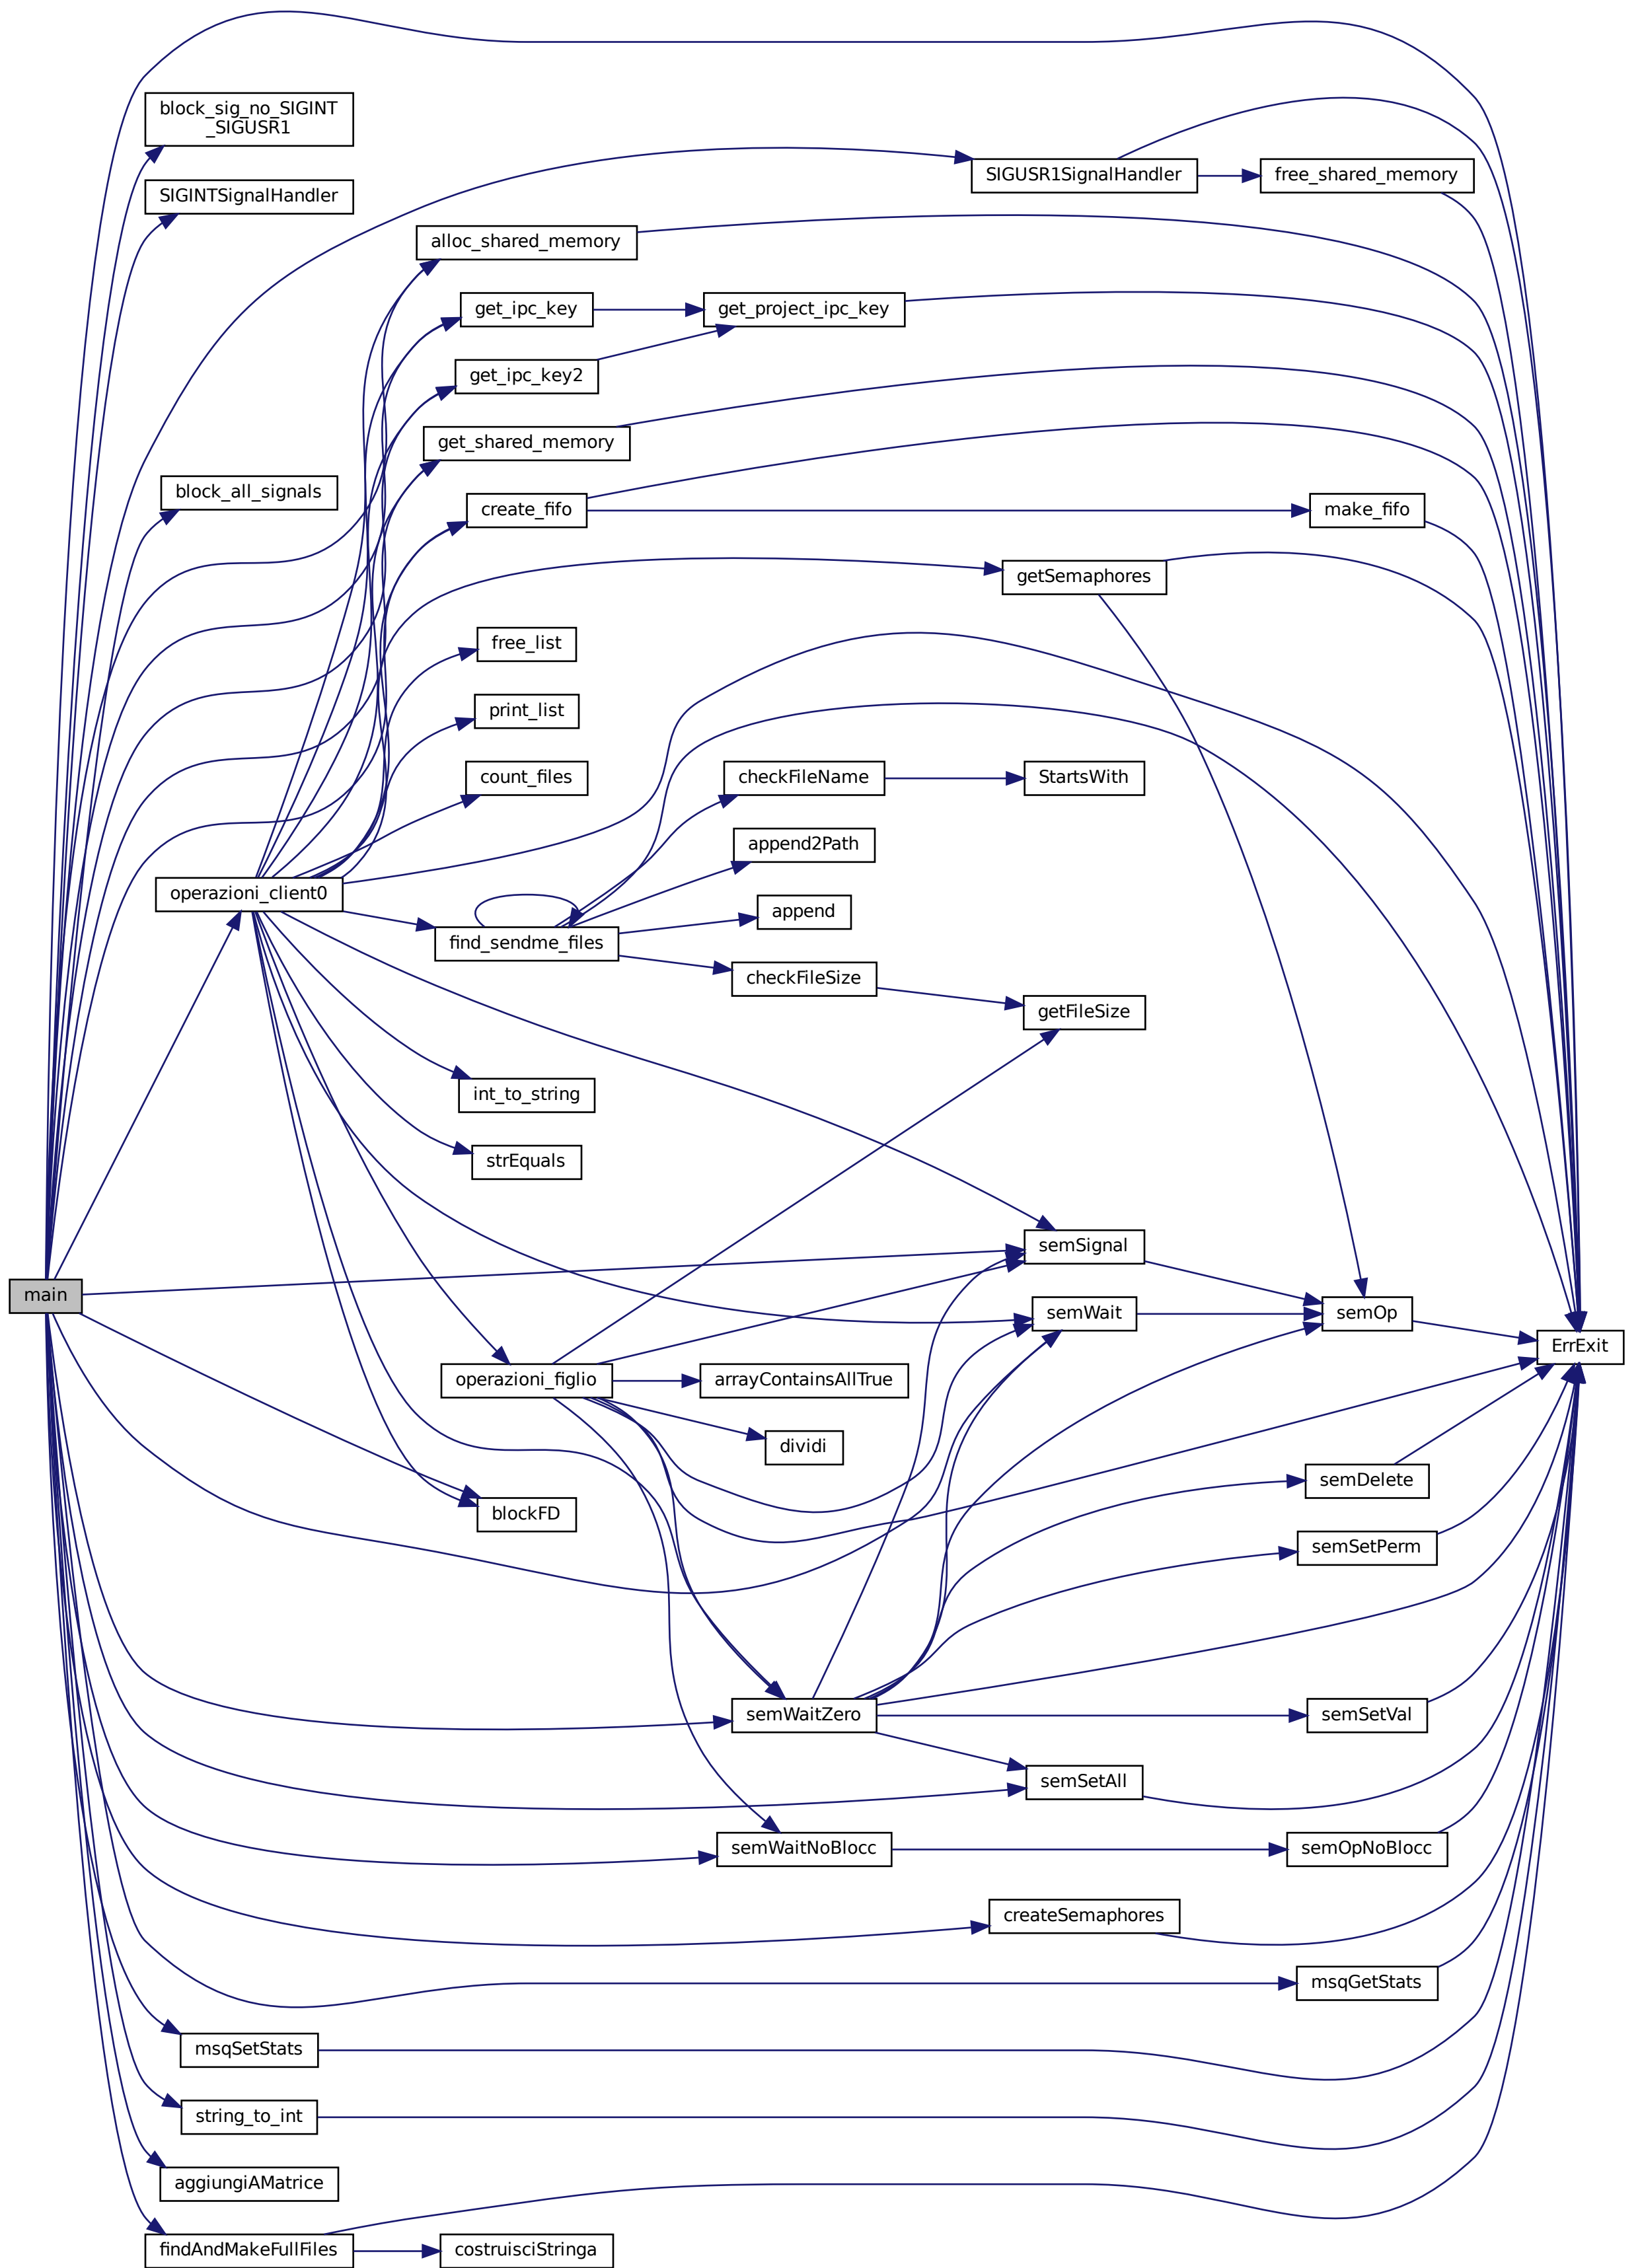 block_sig_no_SIGINT
_SIGUSR1
SIGUSR1SignalHandler
free_shared_memory
SIGINTSignalHandler
alloc_shared_memory
get_ipc_key
get_project_ipc_key
get_ipc_key2
get_shared_memory
block_all_signals
create_fifo
make_fifo
getSemaphores
free_list
print_list
count_files
checkFileName
StartsWith
append2Path
operazioni_client0
append
find_sendme_files
checkFileSize
getFileSize
int_to_string
strEquals
semSignal
main
semWait
semOp
ErrExit
operazioni_figlio
arrayContainsAllTrue
dividi
semDelete
blockFD
semSetPerm
semWaitZero
semSetVal
semSetAll
semWaitNoBlocc
semOpNoBlocc
createSemaphores
msqGetStats
msqSetStats
string_to_int
aggiungiAMatrice
findAndMakeFullFiles
costruisciStringa